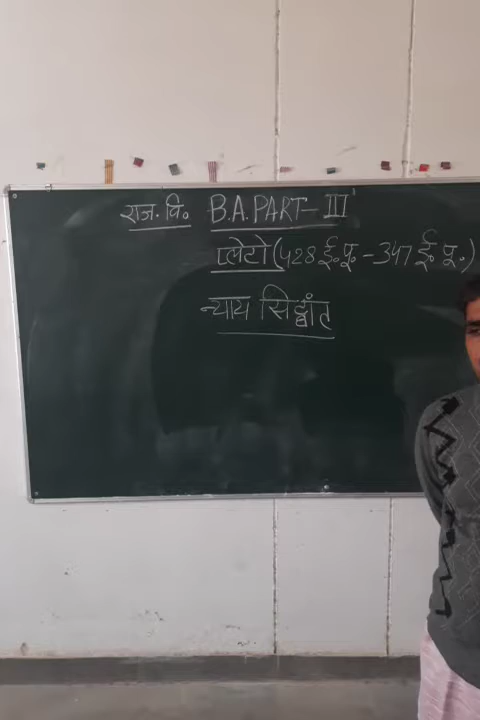 राज. वि. B.A. PART- III
प्लेटो (428 ई. पू. - 347 ई. पू.)
न्याय सिद्धांत